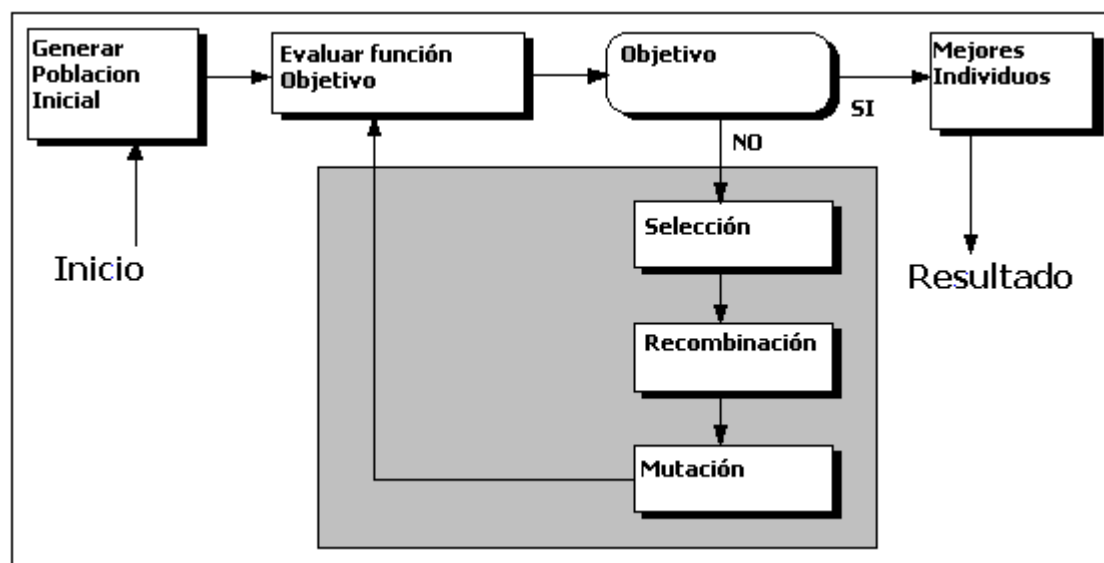 Generar
Poblacion
Inicial
Evaluar función
Objetivo
Objetivo
SI
Mejores
Individuos
NO
Selección
Inicio
Resultado
Recombinación
Mutación